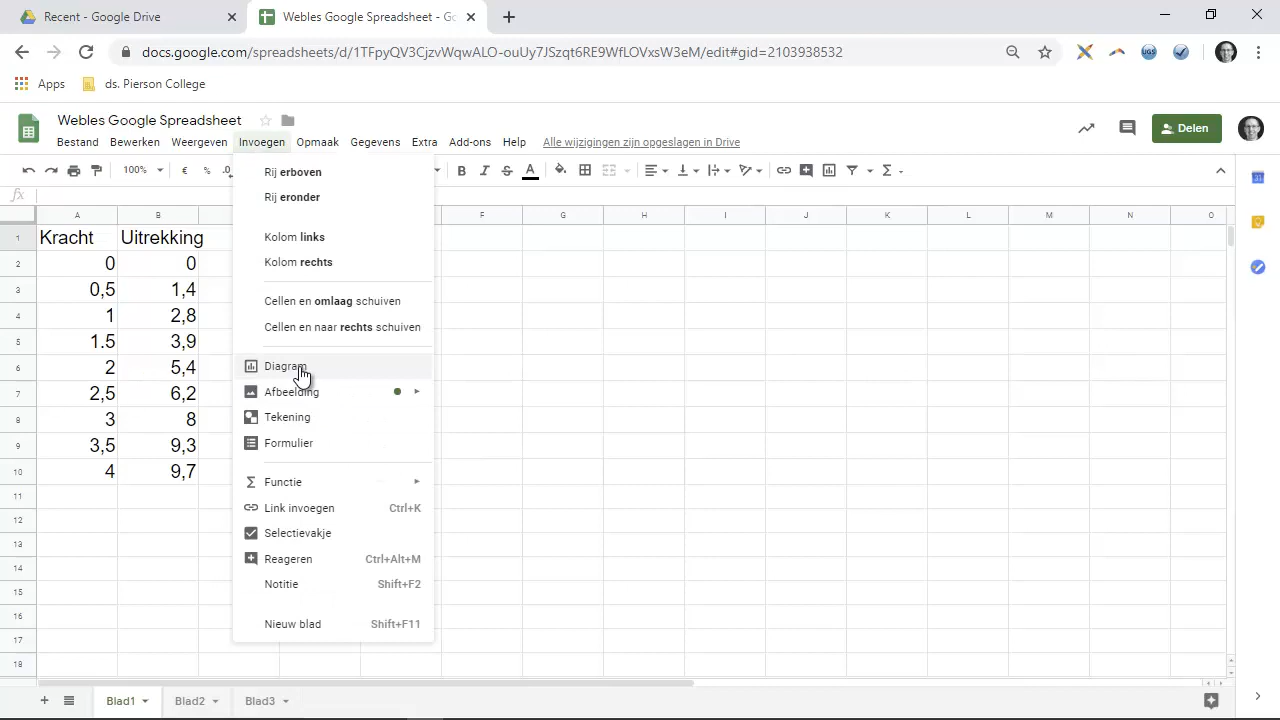 Recent - Google Drive
Webles Google Spreadsheet - Go
docs.google.com/spreadsheets/d/1TFpyQV3CjzvWqwALO-ouUy7JSzqt6RE9WfLOVxsW3eM/edit#gid=2103938532
UGS
Apps
ds. Pierson College
Webles Google Spreadsheet
Bestand Bewerken Weergeven Invoegen Opmaak Gegevens Extra Add-ons Help Alle wijzigingen zijn opgeslagen in Drive
Delen
100% € % .0 B I S A Σ
fx
A B F G H I J K L M N O
1 Kracht Uitrekking
2 0 0
3 0,5 1,4
4 1 2,8
5 1.5 3,9
6 2 5,4
7 2,5 6,2
8 3 8
9 3,5 9,3
10 4 9,7
11
12
13
14
15
16
17
18
Rij erboven
Rij eronder
Kolom links
Kolom rechts
Cellen en omlaag schuiven
Cellen en naar rechts schuiven
Diagram
Afbeelding
Tekening
Formulier
Functie
Link invoegen Ctrl+K
Selectievakje
Reageren Ctrl+Alt+M
Notitie Shift+F2
Nieuw blad Shift+F11
Blad1 Blad2 Blad3